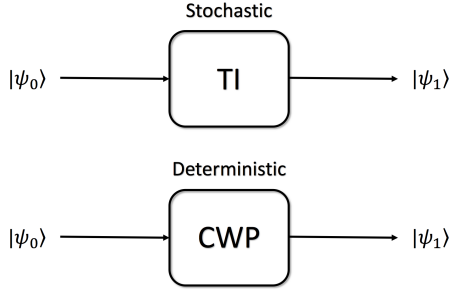 Stochastic
|ψ₀⟩ TI |ψ₁⟩
Deterministic
|ψ₀⟩ CWP |ψ₁⟩